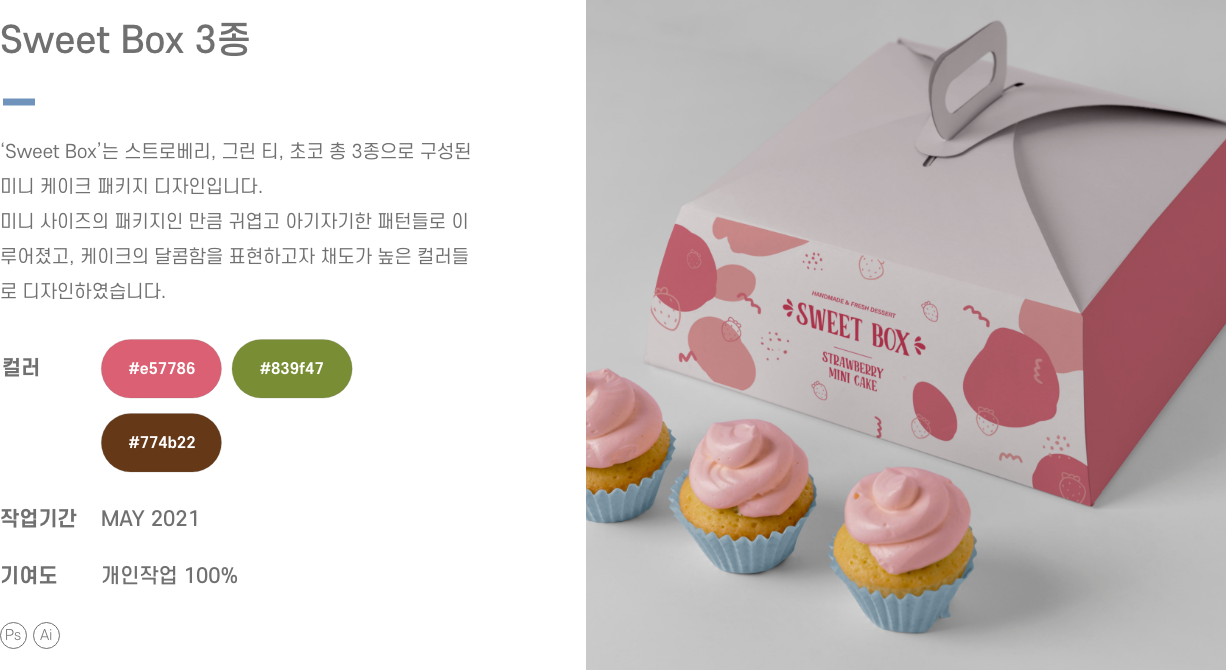 Sweet Box 3종
‘Sweet Box’는 스트로베리, 그린 티, 초코 총 3종으로 구성된
미니 케이크 패키지 디자인입니다.
미니 사이즈의 패키지인 만큼 귀엽고 아기자기한 패턴들로 이
루어졌고, 케이크의 달콤함을 표현하고자 채도가 높은 컬러들
로 디자인하였습니다.
컬러
#e57786
#839f47
#774b22
작업기간 MAY 2021
기여도 개인작업 100%
Ps Ai
HANDMADE & FRESH DESSERT
SWEET BOX
STRAWBERRY
MINI CAKE